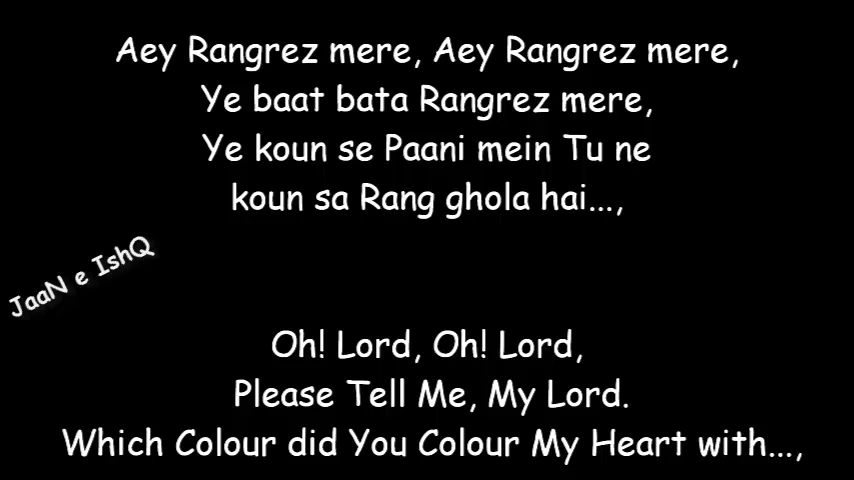 Aey Rangrez mere, Aey Rangrez mere,
Ye baat bata Rangrez mere,
Ye koun se Paani mein Tu ne
koun sa Rang ghola hai...,
JaaN e IshQ
Oh! Lord, Oh! Lord,
Please Tell Me, My Lord.
Which Colour did You Colour My Heart with...,